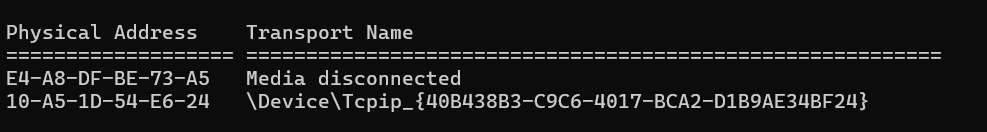 Physical Address    Transport Name
=================== ==========================================================
E4-A8-DF-BE-73-A5   Media disconnected
10-A5-1D-54-E6-24   \Device\Tcpip_{40B438B3-C9C6-4017-BCA2-D1B9AE34BF24}